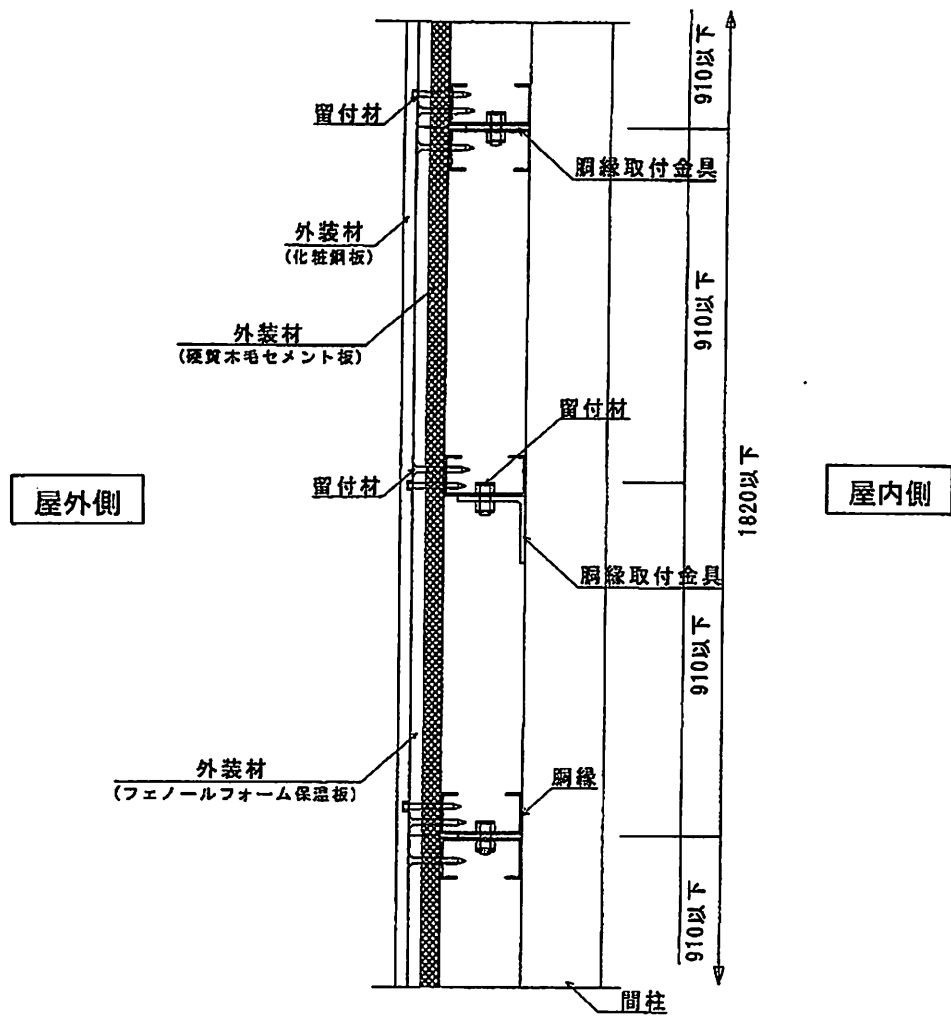 910以下
留付材
胴縁取付金具
外装材
(化粧鋼板)
910以下
外装材
(硬質木毛セメント板)
留付材
留付材
1820以下
屋外側
屋内側
胴縁取付金具
910以下
外装材
(フェノールフォーム保温板)
胴縁
910以下
間柱